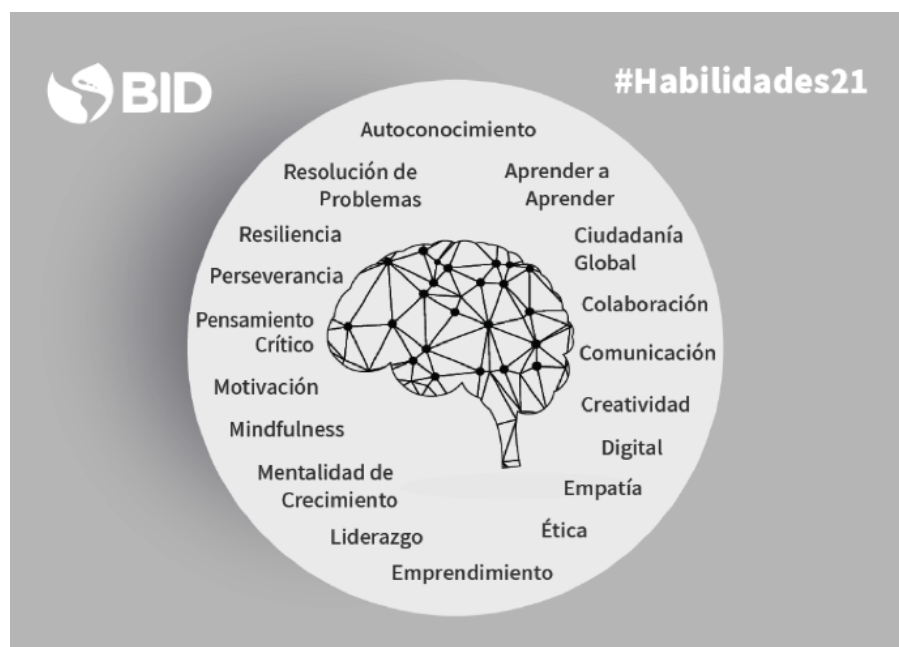 BID
#Habilidades21
Autoconocimiento
Resolución de
Problemas
Aprender a
Aprender
Resiliencia
Ciudadanía
Global
Perseverancia
Colaboración
Pensamiento
Crítico
Comunicación
Motivación
Creatividad
Mindfulness
Digital
Mentalidad de
Crecimiento
Empatía
Liderazgo
Ética
Emprendimiento